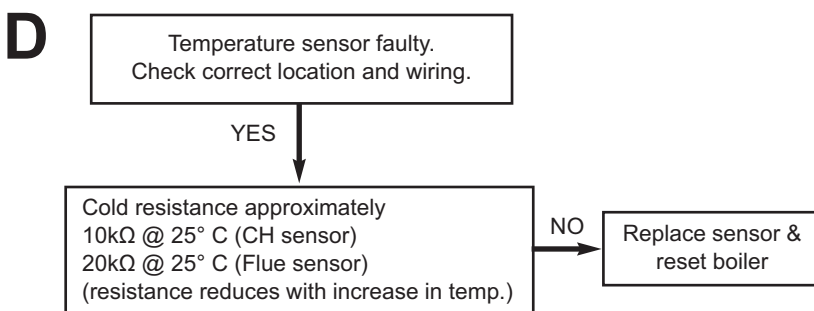 D
Temperature sensor faulty.
Check correct location and wiring.
YES
Cold resistance approximately
10kΩ @ 25° C (CH sensor)
20kΩ @ 25° C (Flue sensor)
(resistance reduces with increase in temp.)
NO
Replace sensor &
reset boiler